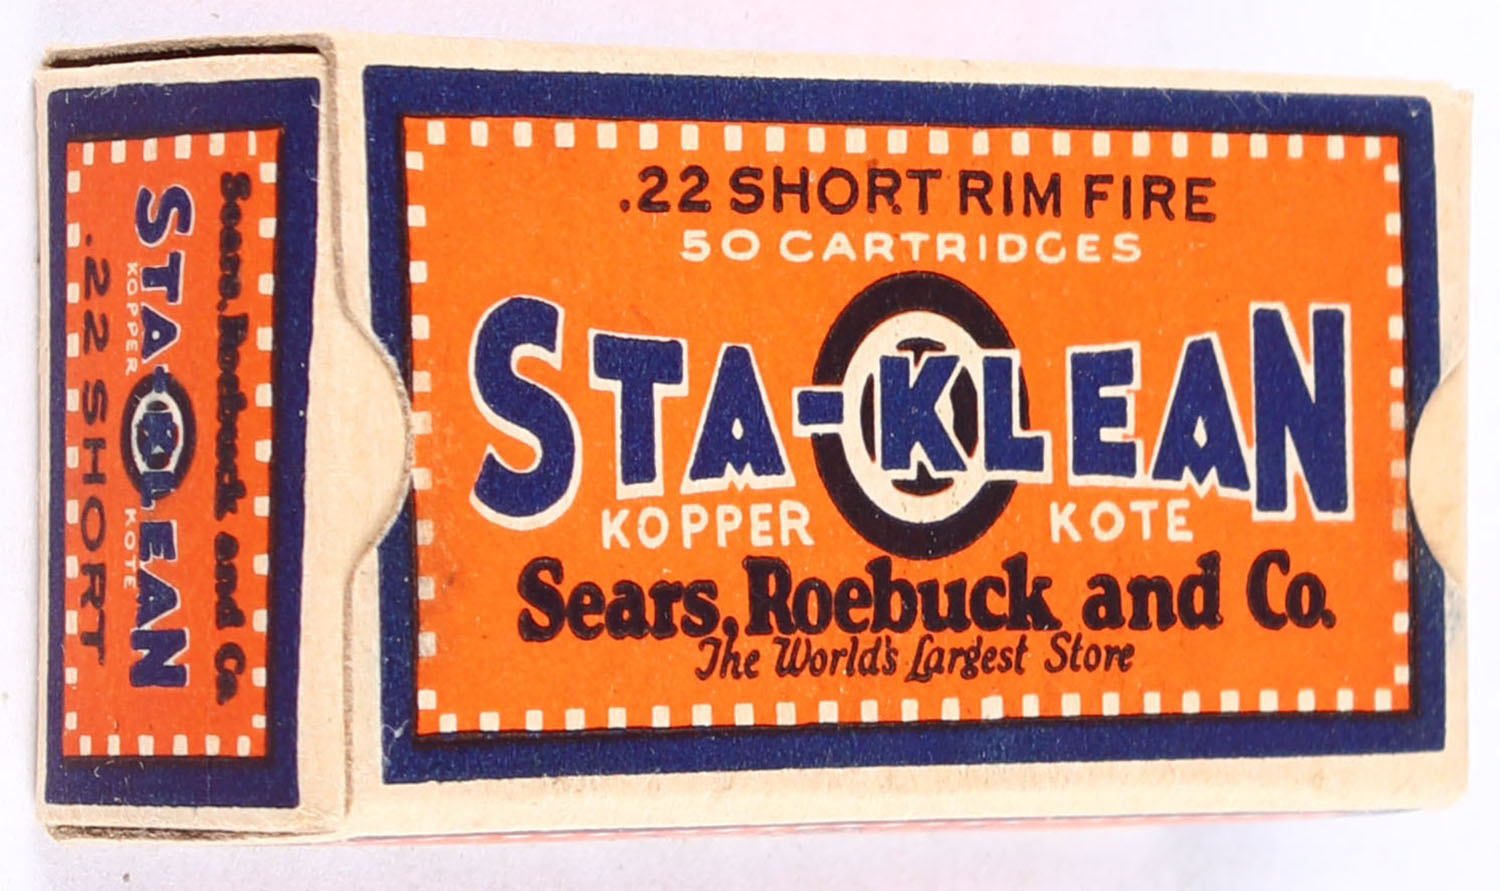 .22 SHORT RIM FIRE
50 CARTRIDGES
STA-KLEAN
KOPPER KOTE
Sears, Roebuck and Co.
The World's Largest Store
Sears, Roebuck and Co.
STA-KLEAN
KOPPER KOTE
.22 SHORT